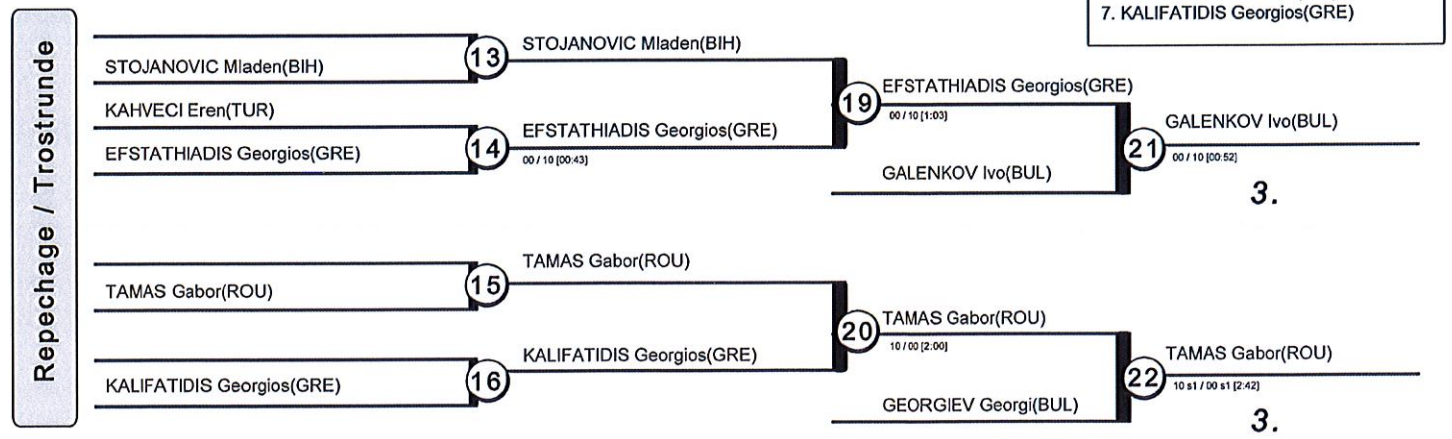 7. KALIFATIDIS Georgios(GRE)
Repechage / Trostrunde
STOJANOVIC Mladen(BIH)
13
STOJANOVIC Mladen(BIH)
KAHVECI Eren(TUR)
EFSTATHIADIS Georgios(GRE)
14
EFSTATHIADIS Georgios(GRE)
00 / 10 [00:43]
19
EFSTATHIADIS Georgios(GRE)
00 / 10 [1:03]
GALENKOV Ivo(BUL)
21
GALENKOV Ivo(BUL)
00 / 10 [00:52]
3.
TAMAS Gabor(ROU)
15
TAMAS Gabor(ROU)
KALIFATIDIS Georgios(GRE)
16
KALIFATIDIS Georgios(GRE)
20
TAMAS Gabor(ROU)
10 / 00 [2:00]
GEORGIEV Georgi(BUL)
22
TAMAS Gabor(ROU)
10 s1 / 00 s1 [2:42]
3.